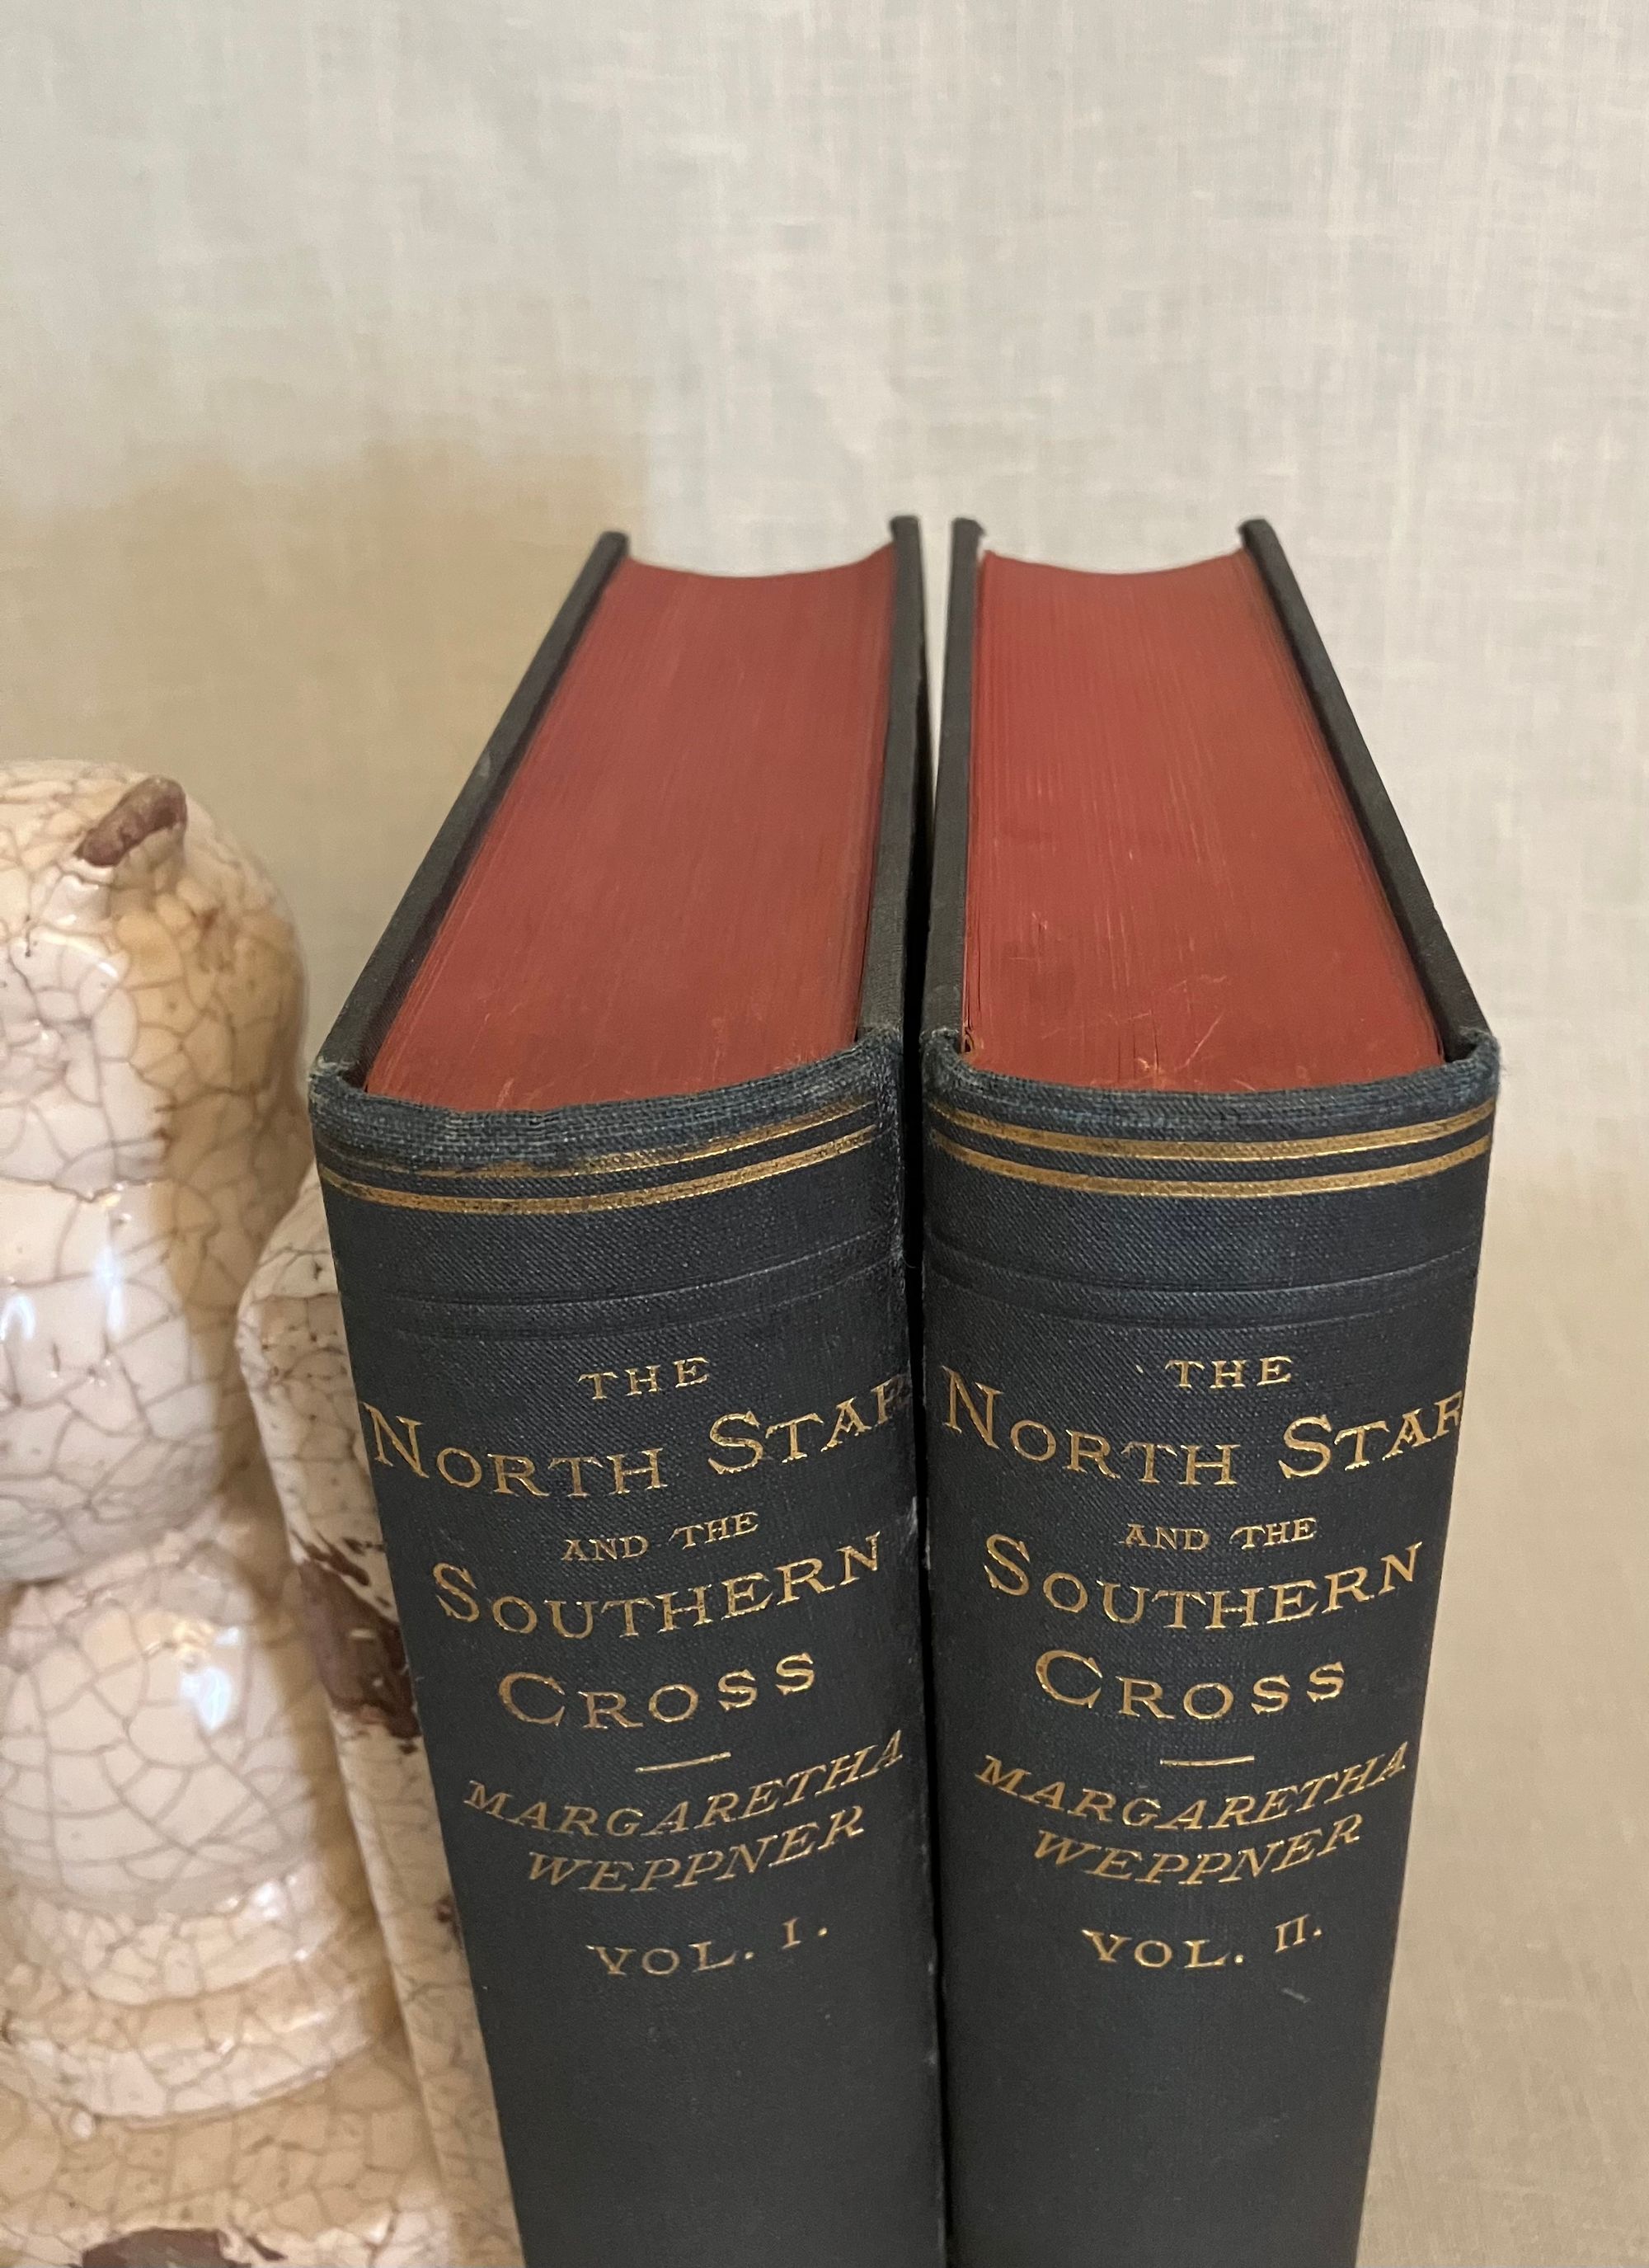 THE
NORTH STAR
AND THE
SOUTHERN
CROSS
MARGARETHA
WEPPNER
VOL. I.
THE
NORTH STAR
AND THE
SOUTHERN
CROSS
MARGARETHA
WEPPNER
VOL. II.